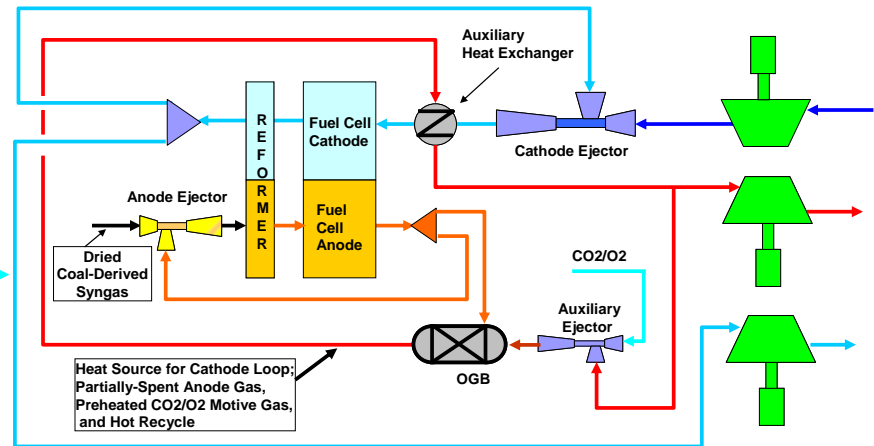 Auxiliary
Heat Exchanger
REFORMER
Fuel Cell
Cathode
Cathode Ejector
Anode Ejector
Fuel
Cell
Anode
Dried
Coal-Derived
Syngas
CO2/O2
Auxiliary
Ejector
OGB
Heat Source for Cathode Loop;
Partially-Spent Anode Gas,
Preheated CO2/O2 Motive Gas,
and Hot Recycle